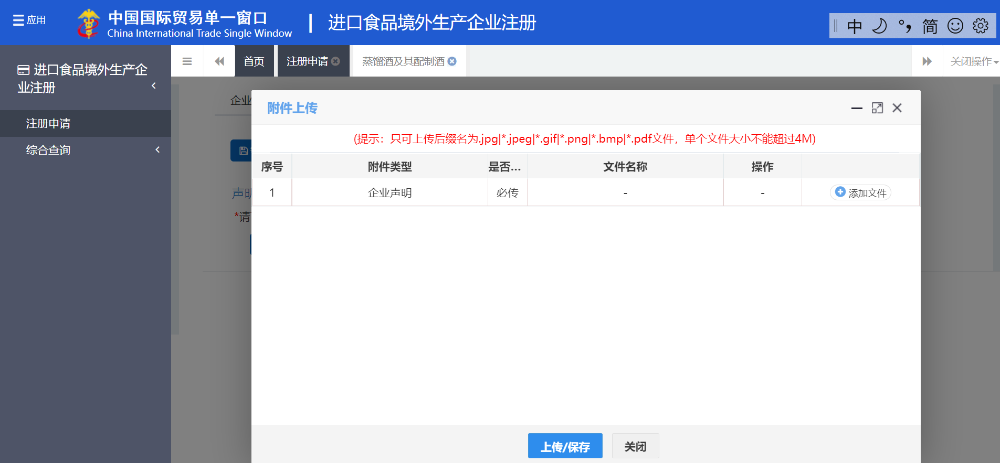 应用
中国国际贸易单一窗口
China International Trade Single Window
进口食品境外生产企业注册
中 简
进口食品境外生产企
业注册
注册申请
综合查询
首页
注册申请
蒸馏酒及其配制酒
关闭操作
企业
声明
*请
附件上传
(提示：只可上传后缀名为.jpg|*.jpeg|*.gif|*.png|*.bmp|*.pdf文件，单个文件大小不能超过4M)
序号 附件类型 是否... 文件名称 操作
1 企业声明 必传 - - 添加文件
上传/保存
关闭